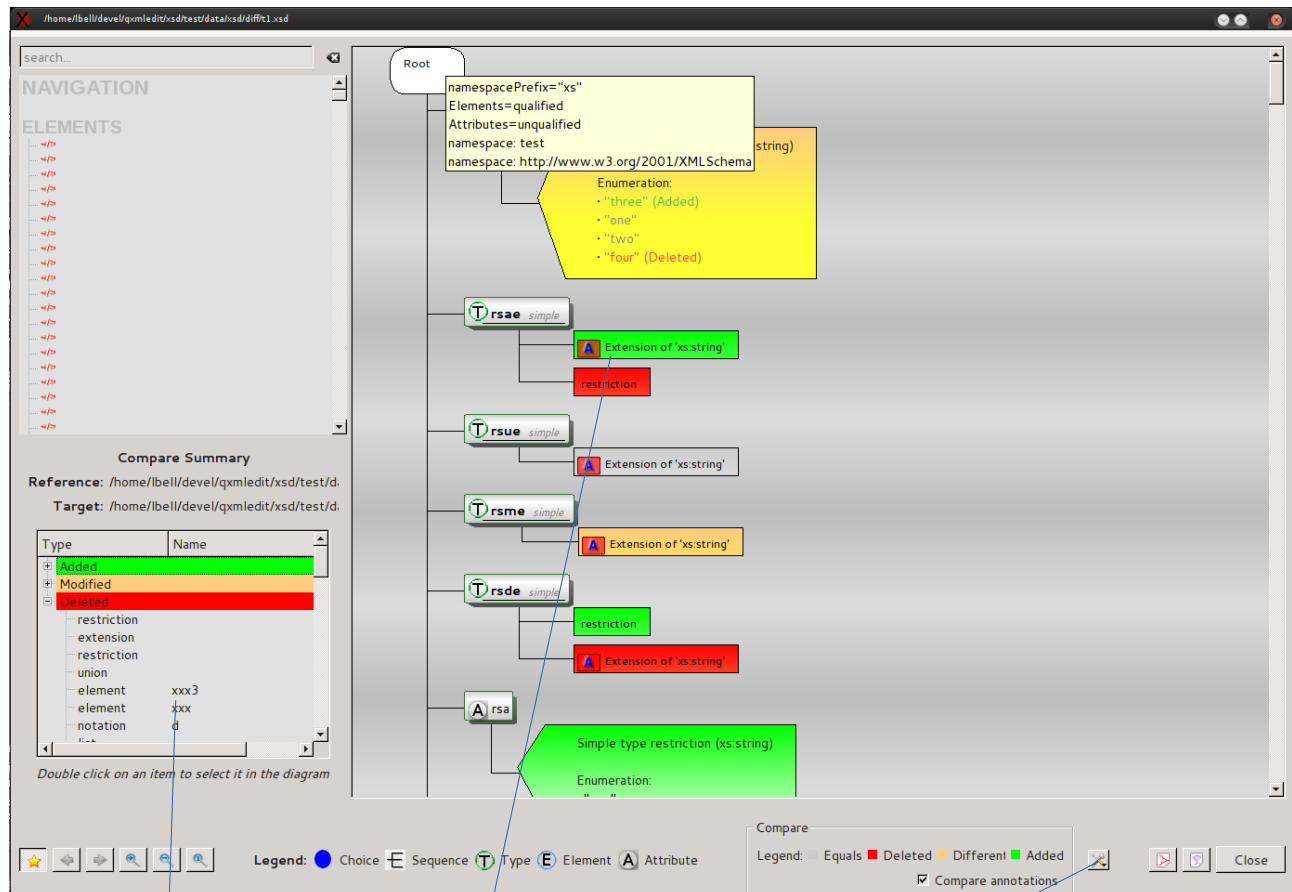 /home/lbell/devel/qxmledit/xsd/test/data/xsd/diff/t1.xsd
search...
NAVIGATION
ELEMENTS
Compare Summary
Reference: /home/lbell/devel/qxmledit/xsd/test/da
Target: /home/lbell/devel/qxmledit/xsd/test/da
Type Name
Added
Modified
Deleted
restriction
extension
restriction
union
element xxx3
element xxx
notation d
list
Double click on an item to select it in the diagram
Root
namespacePrefix="xs"
Elements=qualified
Attributes=unqualified
namespace: test
namespace: http://www.w3.org/2001/XMLSchema
string)
Enumeration:
• "three" (Added)
• "one"
• "two"
• "four" (Deleted)
T rsae simple
A Extension of 'xs:string'
restriction
T rsue simple
A Extension of 'xs:string'
T rsme simple
A Extension of 'xs:string'
T rsde simple
restriction
A Extension of 'xs:string'
A rsa
Simple type restriction (xs:string)
Enumeration:
Legend: Choice Sequence T Type E Element A Attribute
Compare
Legend: Equals Deleted Different Added
Compare annotations
Close